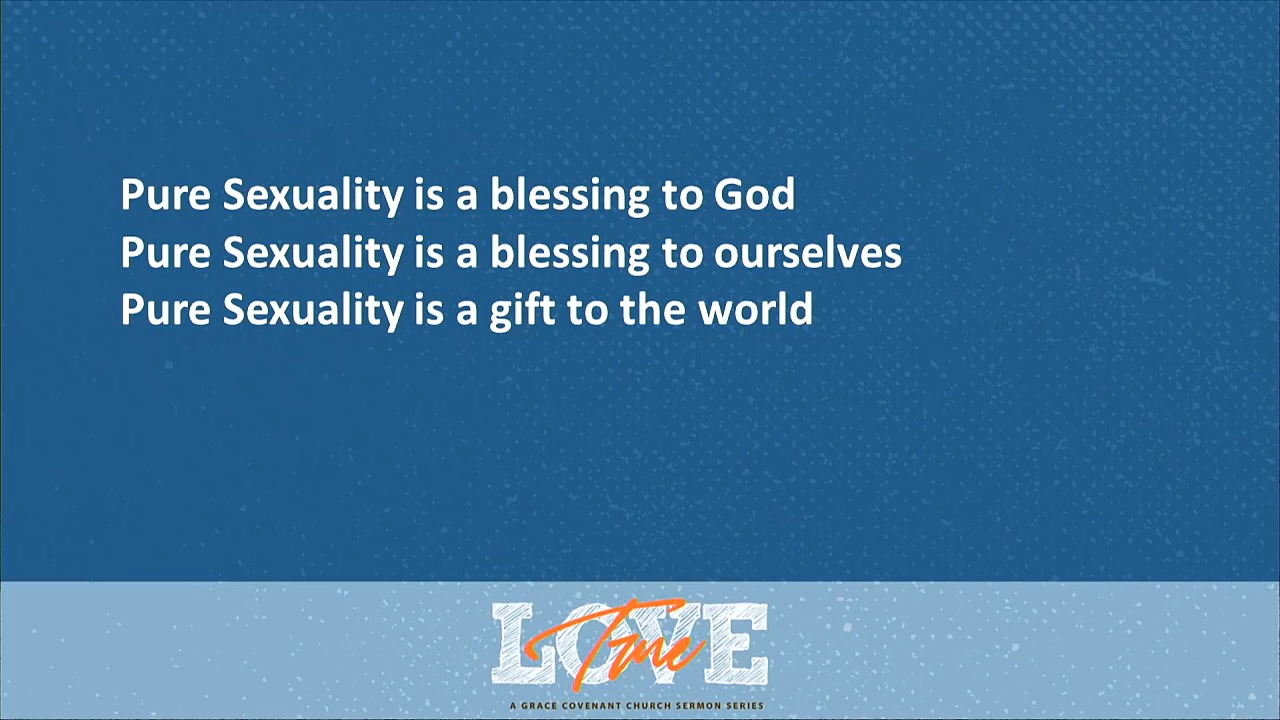 Pure Sexuality is a blessing to God
Pure Sexuality is a blessing to ourselves
Pure Sexuality is a gift to the world
LOVE
True
A GRACE COVENANT CHURCH SERMON SERIES